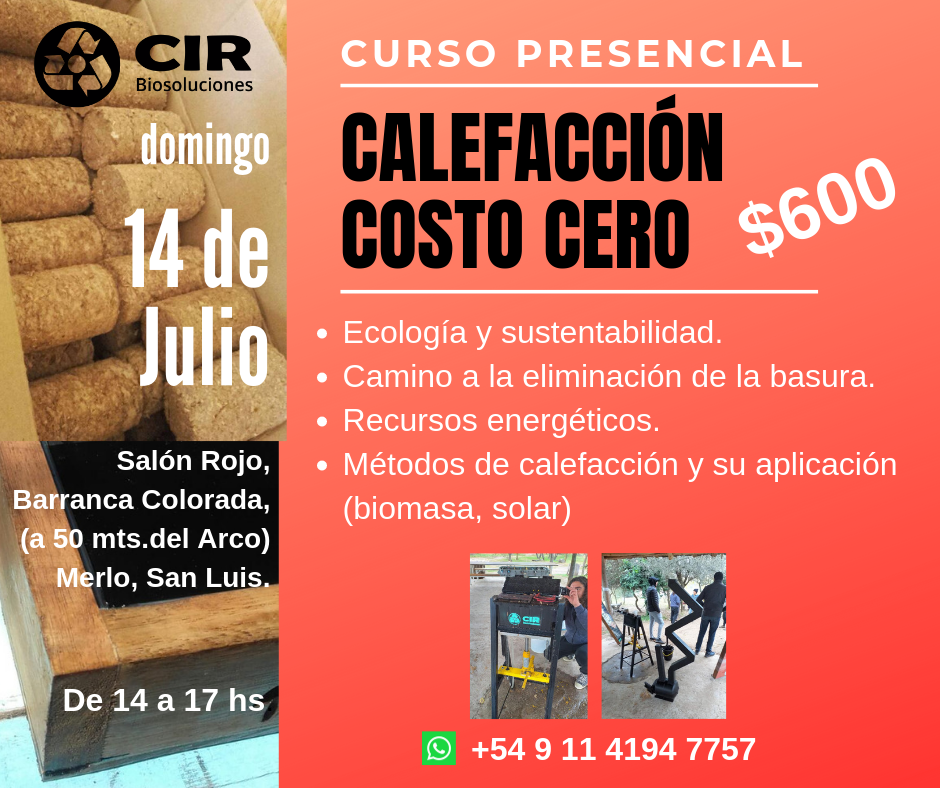 CIR
Biosoluciones
domingo
14 de
Julio
Salón Rojo,
Barranca Colorada,
(a 50 mts.del Arco)
Merlo, San Luis.
De 14 a 17 hs.
CURSO PRESENCIAL
CALEFACCIÓN
COSTO CERO
$600
• Ecología y sustentabilidad.
• Camino a la eliminación de la basura.
• Recursos energéticos.
• Métodos de calefacción y su aplicación
(biomasa, solar)
CIR
+54 9 11 4194 7757